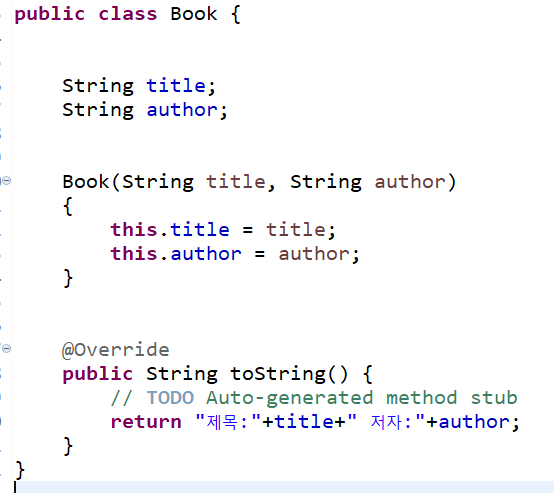 public class Book {
String title;
String author;
Book(String title, String author)
{
this.title = title;
this.author = author;
}
@Override
public String toString() {
// TODO Auto-generated method stub
return "제목:"+title+" 저자:"+author;
}
}